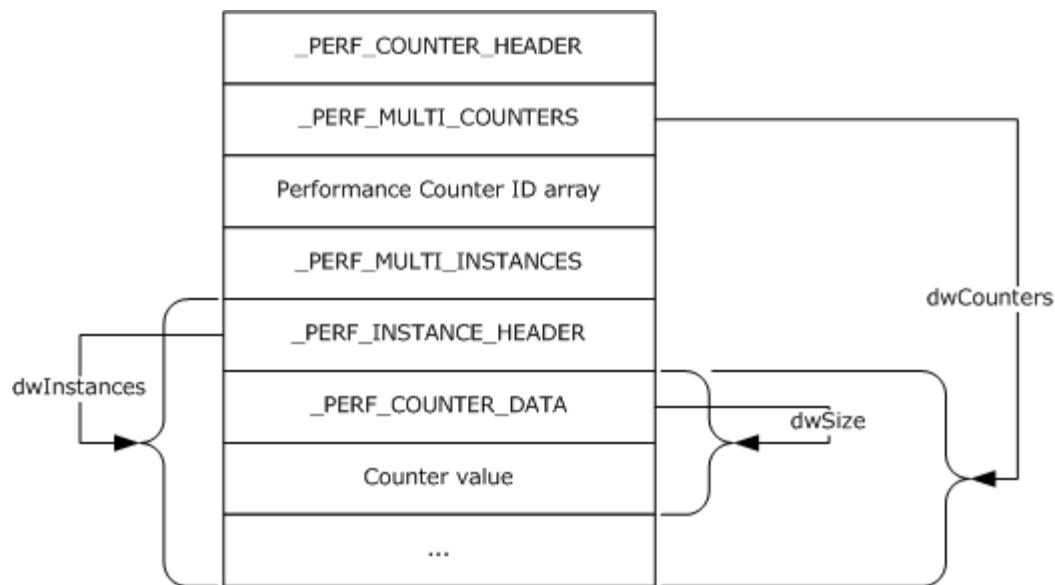 _PERF_COUNTER_HEADER
_PERF_MULTI_COUNTERS
Performance Counter ID array
_PERF_MULTI_INSTANCES
dwCounters
_PERF_INSTANCE_HEADER
dwInstances
_PERF_COUNTER_DATA
dwSize
Counter value
...